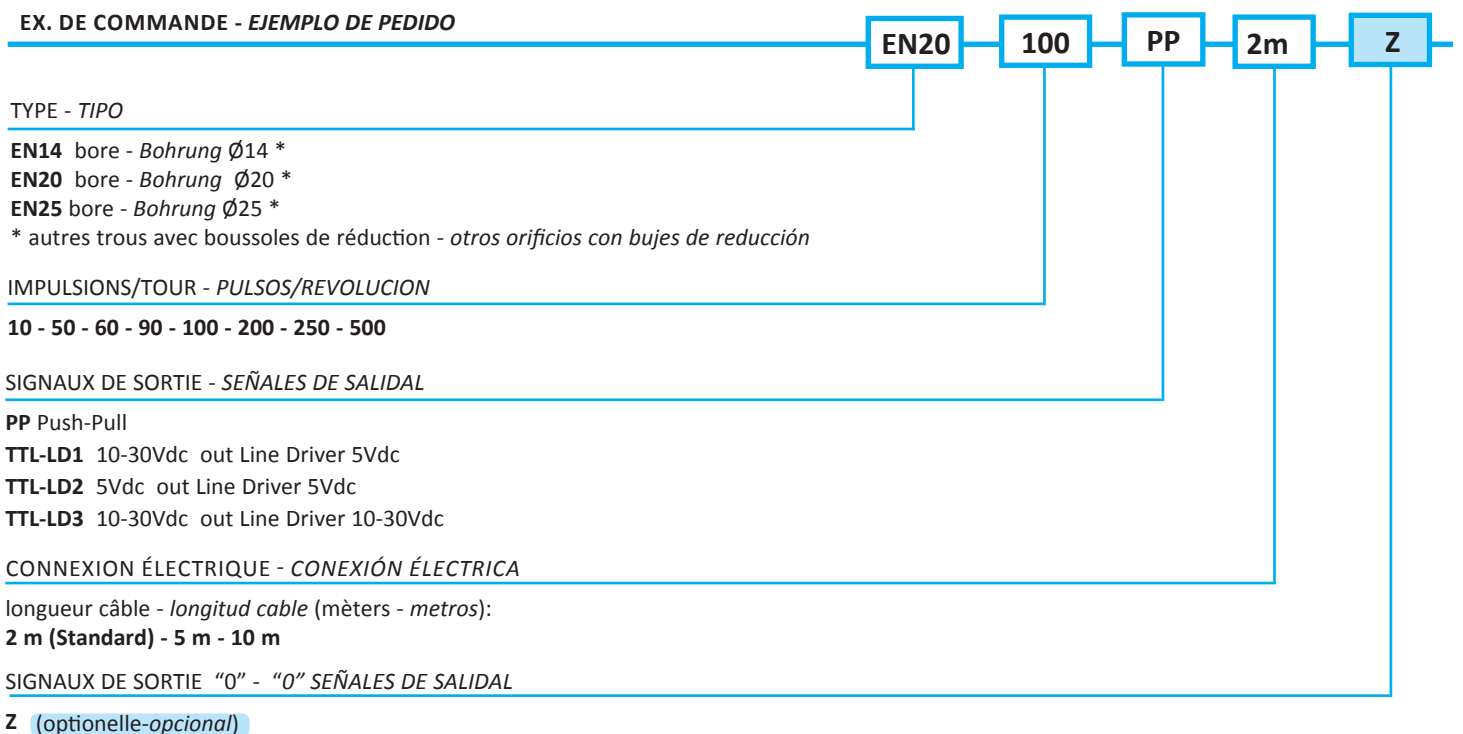 EX. DE COMMANDE - EJEMPLO DE PEDIDO
EN20 100 PP 2m Z
TYPE - TIPO
EN14 bore - Bohrung Ø14 *
EN20 bore - Bohrung Ø20 *
EN25 bore - Bohrung Ø25 *
* autres trous avec boussoles de réduction - otros orificios con bujes de reducción
IMPULSIONS/TOUR - PULSOS/REVOLUCION
10 - 50 - 60 - 90 - 100 - 200 - 250 - 500
SIGNAUX DE SORTIE - SEÑALES DE SALIDAL
PP Push-Pull
TTL-LD1 10-30Vdc out Line Driver 5Vdc
TTL-LD2 5Vdc out Line Driver 5Vdc
TTL-LD3 10-30Vdc out Line Driver 10-30Vdc
CONNEXION ÉLECTRIQUE - CONEXIÓN ÉLECTRICA
longueur câble - longitud cable (mèters - metros):
2 m (Standard) - 5 m - 10 m
SIGNAUX DE SORTIE “0” - “0” SEÑALES DE SALIDAL
Z (optionelle-opcional)